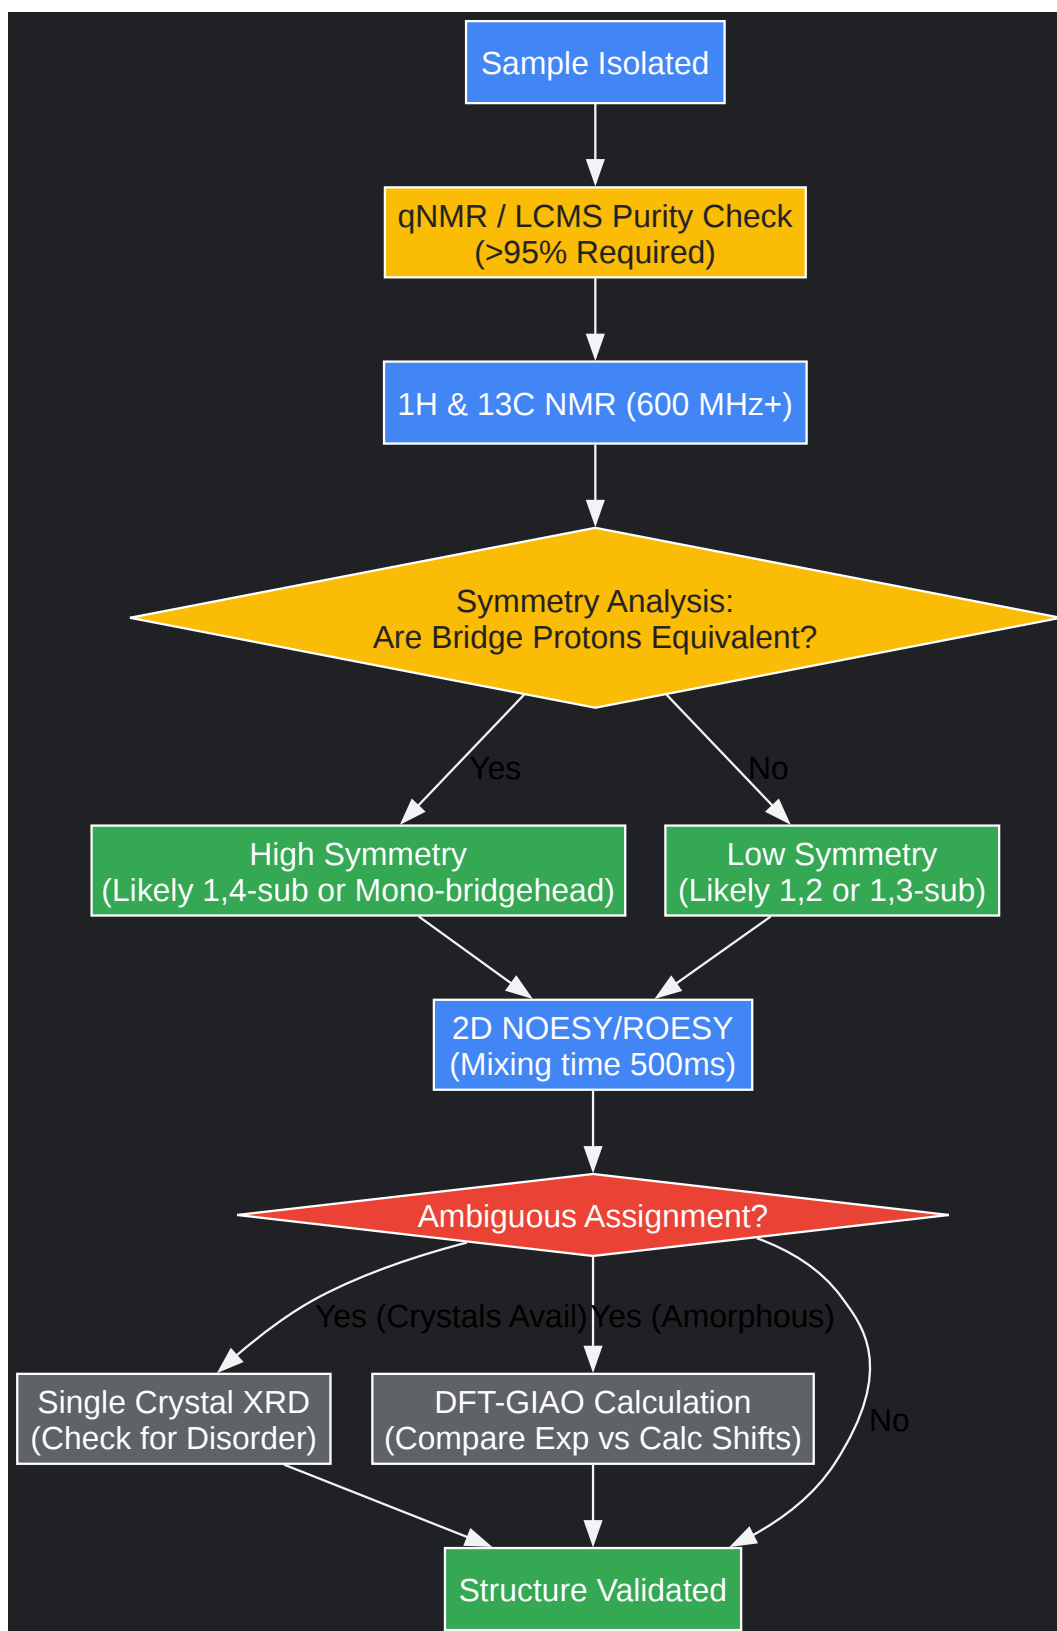 Sample Isolated
qNMR / LCMS Purity Check
(>95% Required)
1H & 13C NMR (600 MHz+)
Symmetry Analysis:
Are Bridge Protons Equivalent?
Yes
No
High Symmetry
(Likely 1,4-sub or Mono-bridgehead)
Low Symmetry
(Likely 1,2 or 1,3-sub)
2D NOESY/ROESY
(Mixing time 500ms)
Ambiguous Assignment?
Yes (Crystals Avail)
Yes (Amorphous)
No
Single Crystal XRD
(Check for Disorder)
DFT-GIAO Calculation
(Compare Exp vs Calc Shifts)
Structure Validated